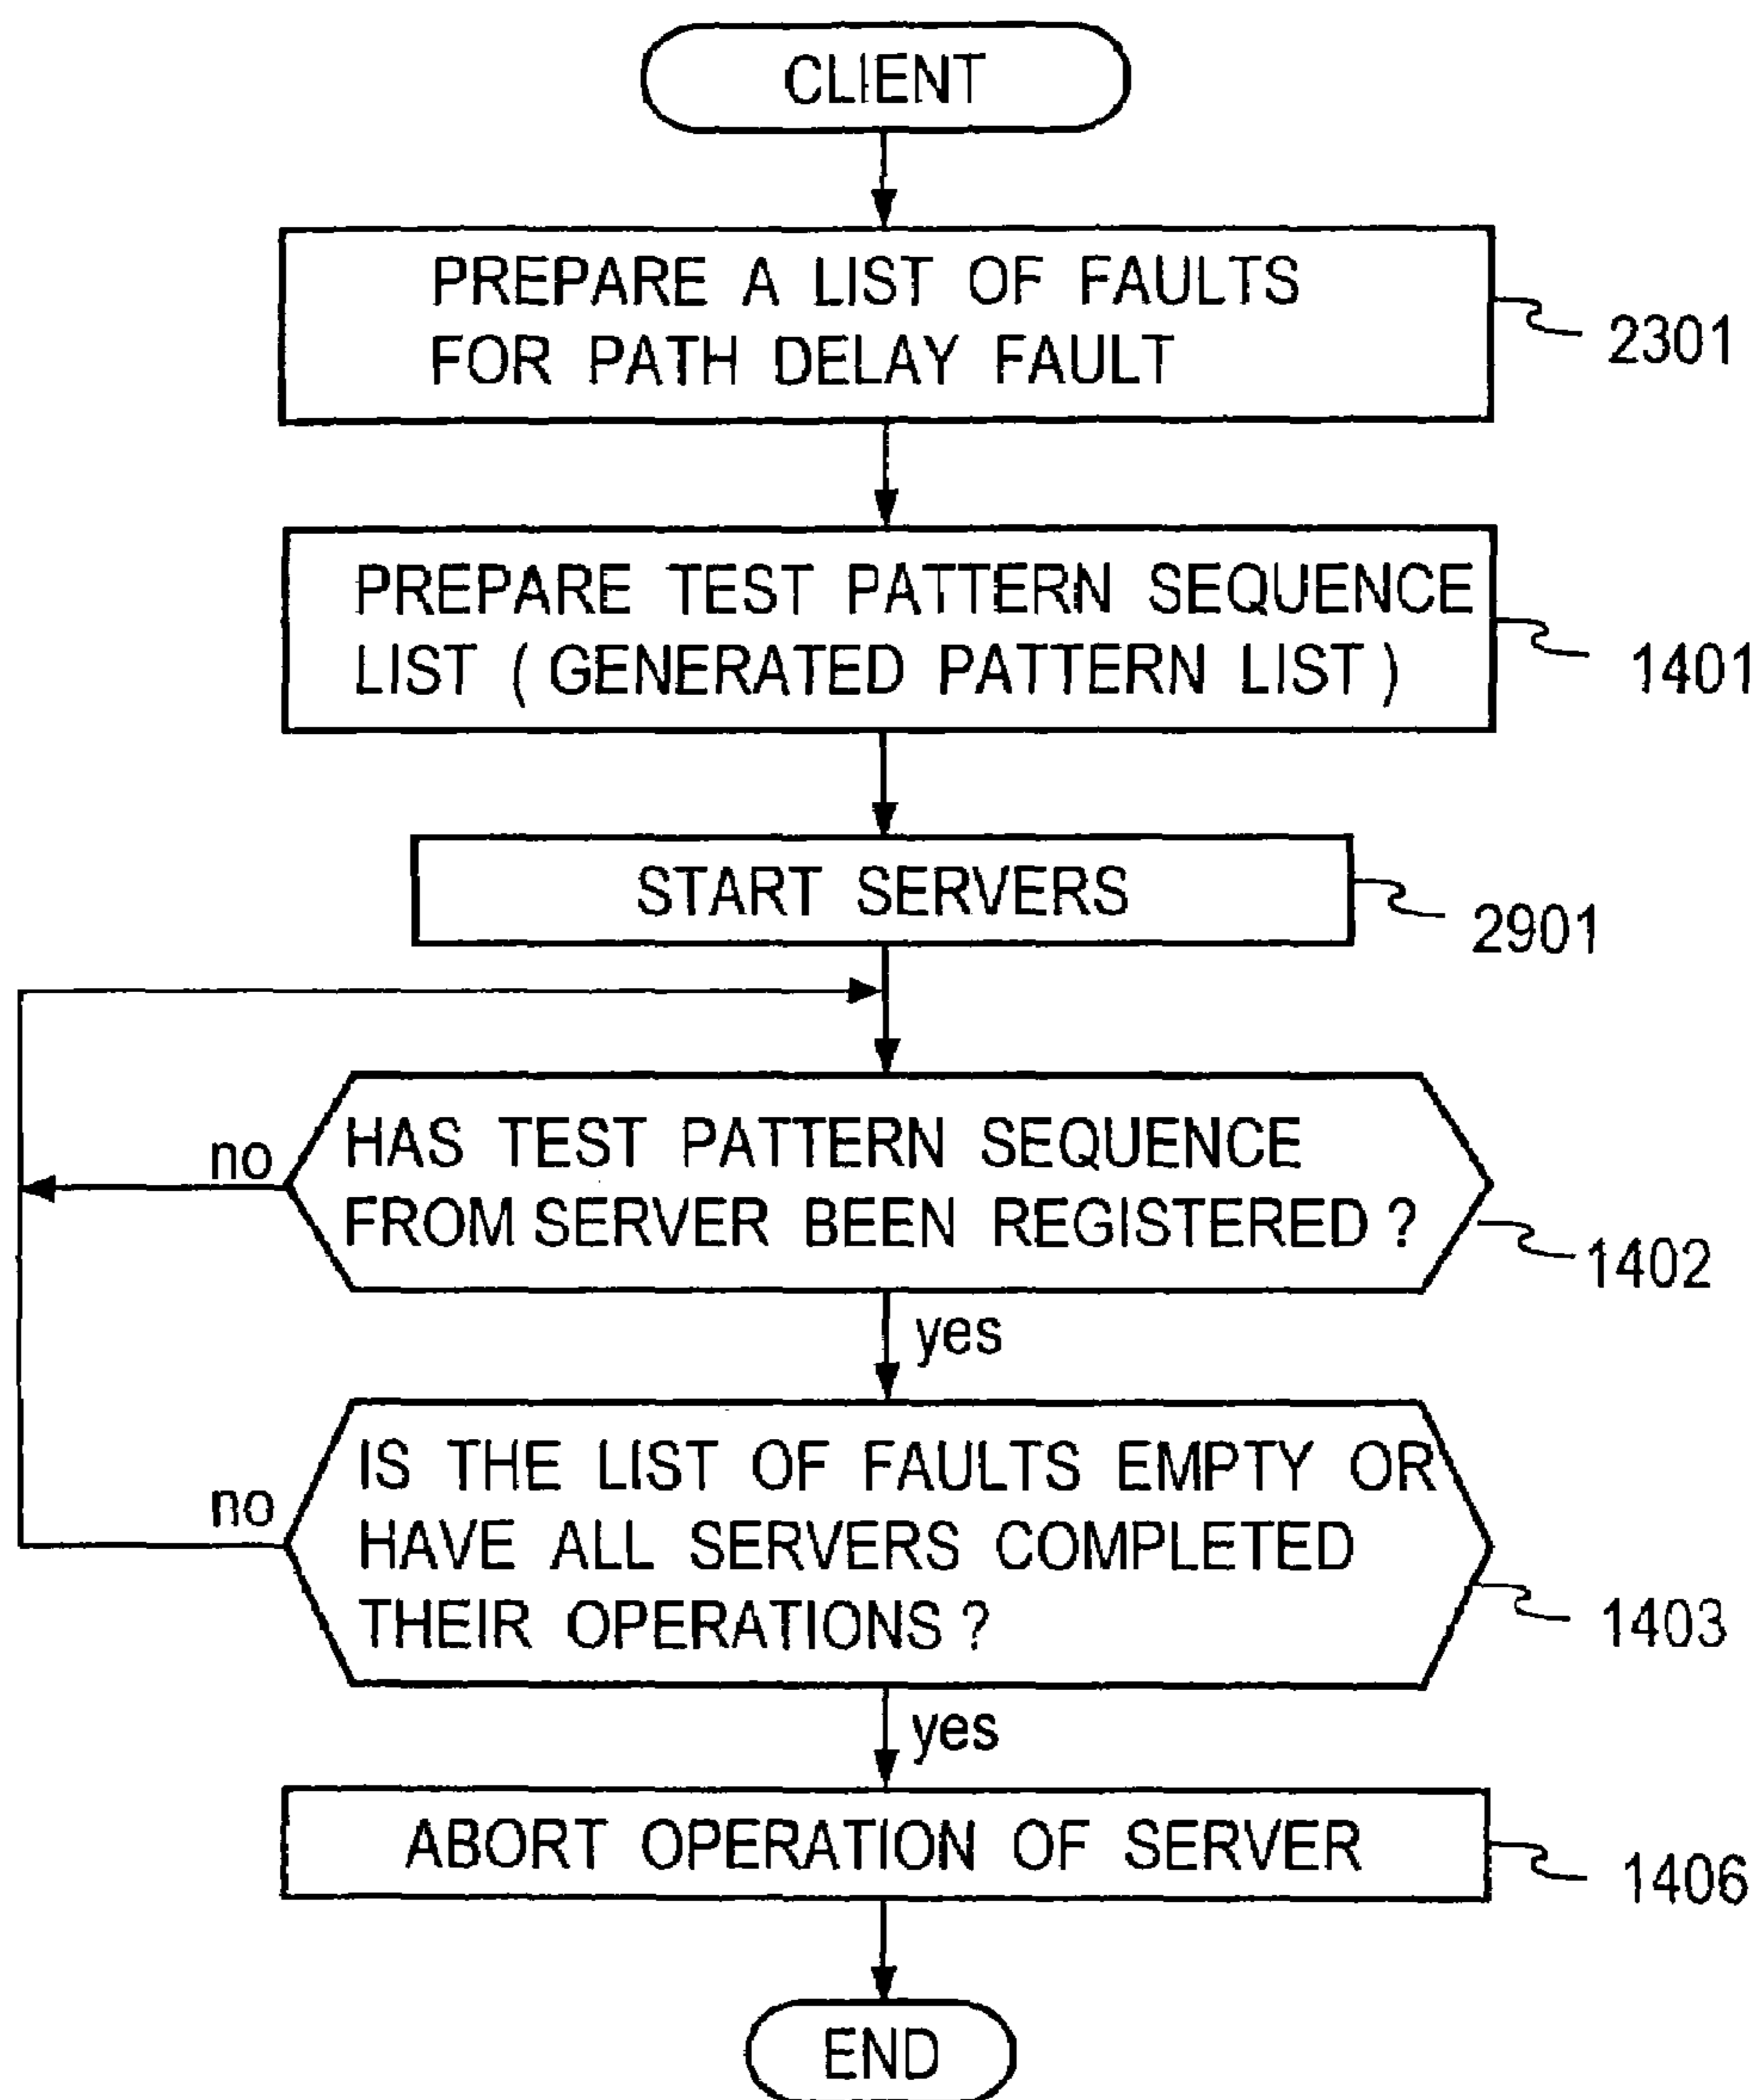 CLIENT
PREPARE A LIST OF FAULTS
FOR PATH DELAY FAULT
2301
PREPARE TEST PATTERN SEQUENCE
LIST ( GENERATED PATTERN LIST )
1401
START SERVERS
2901
HAS TEST PATTERN SEQUENCE
FROM SERVER BEEN REGISTERED ?
no
1402
yes
IS THE LIST OF FAULTS EMPTY OR
HAVE ALL SERVERS COMPLETED
THEIR OPERATIONS ?
no
1403
yes
ABORT OPERATION OF SERVER
1406
END